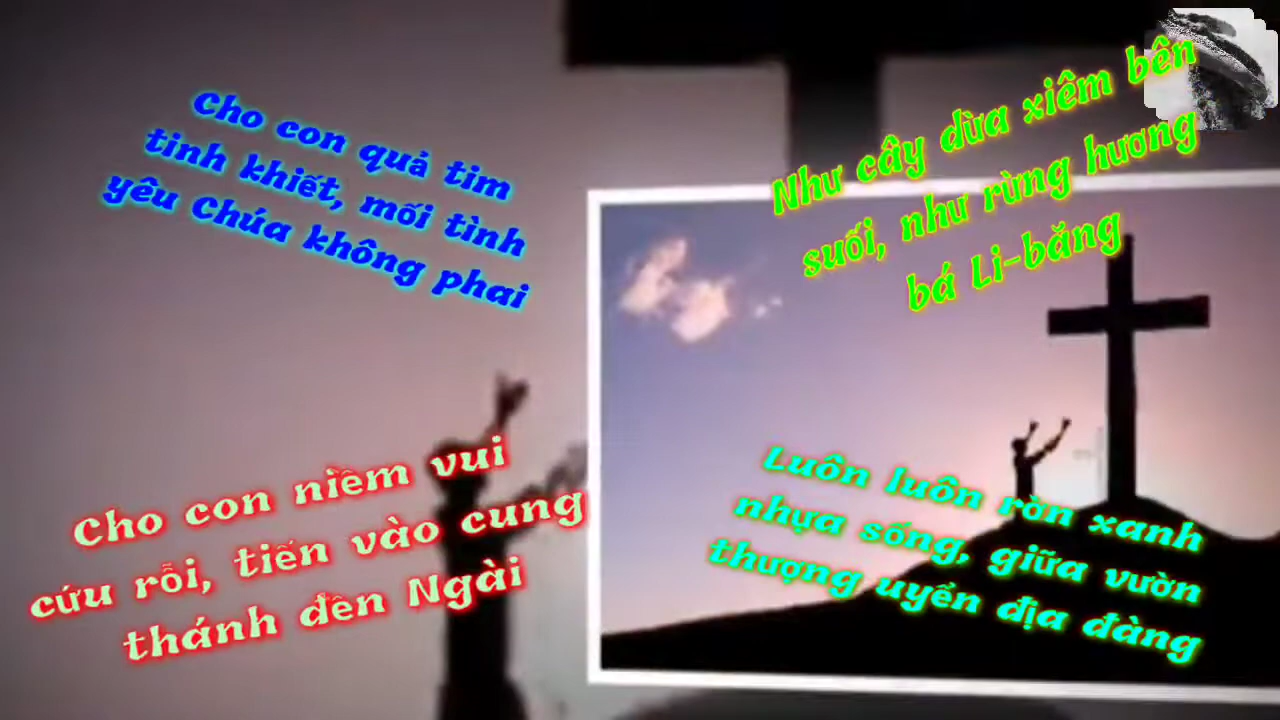 Cho con quả tim
tinh khiết, mối tình
yêu Chúa không phai
Như cây dừa xiêm bên
suối, như rừng hương
bá Li-băng
Cho con niềm vui
cứu rỗi, tiến vào cung
thánh đền Ngài
Luôn luôn ròn xanh
nhựa sống, giữa vườn
thượng uyển địa đàng